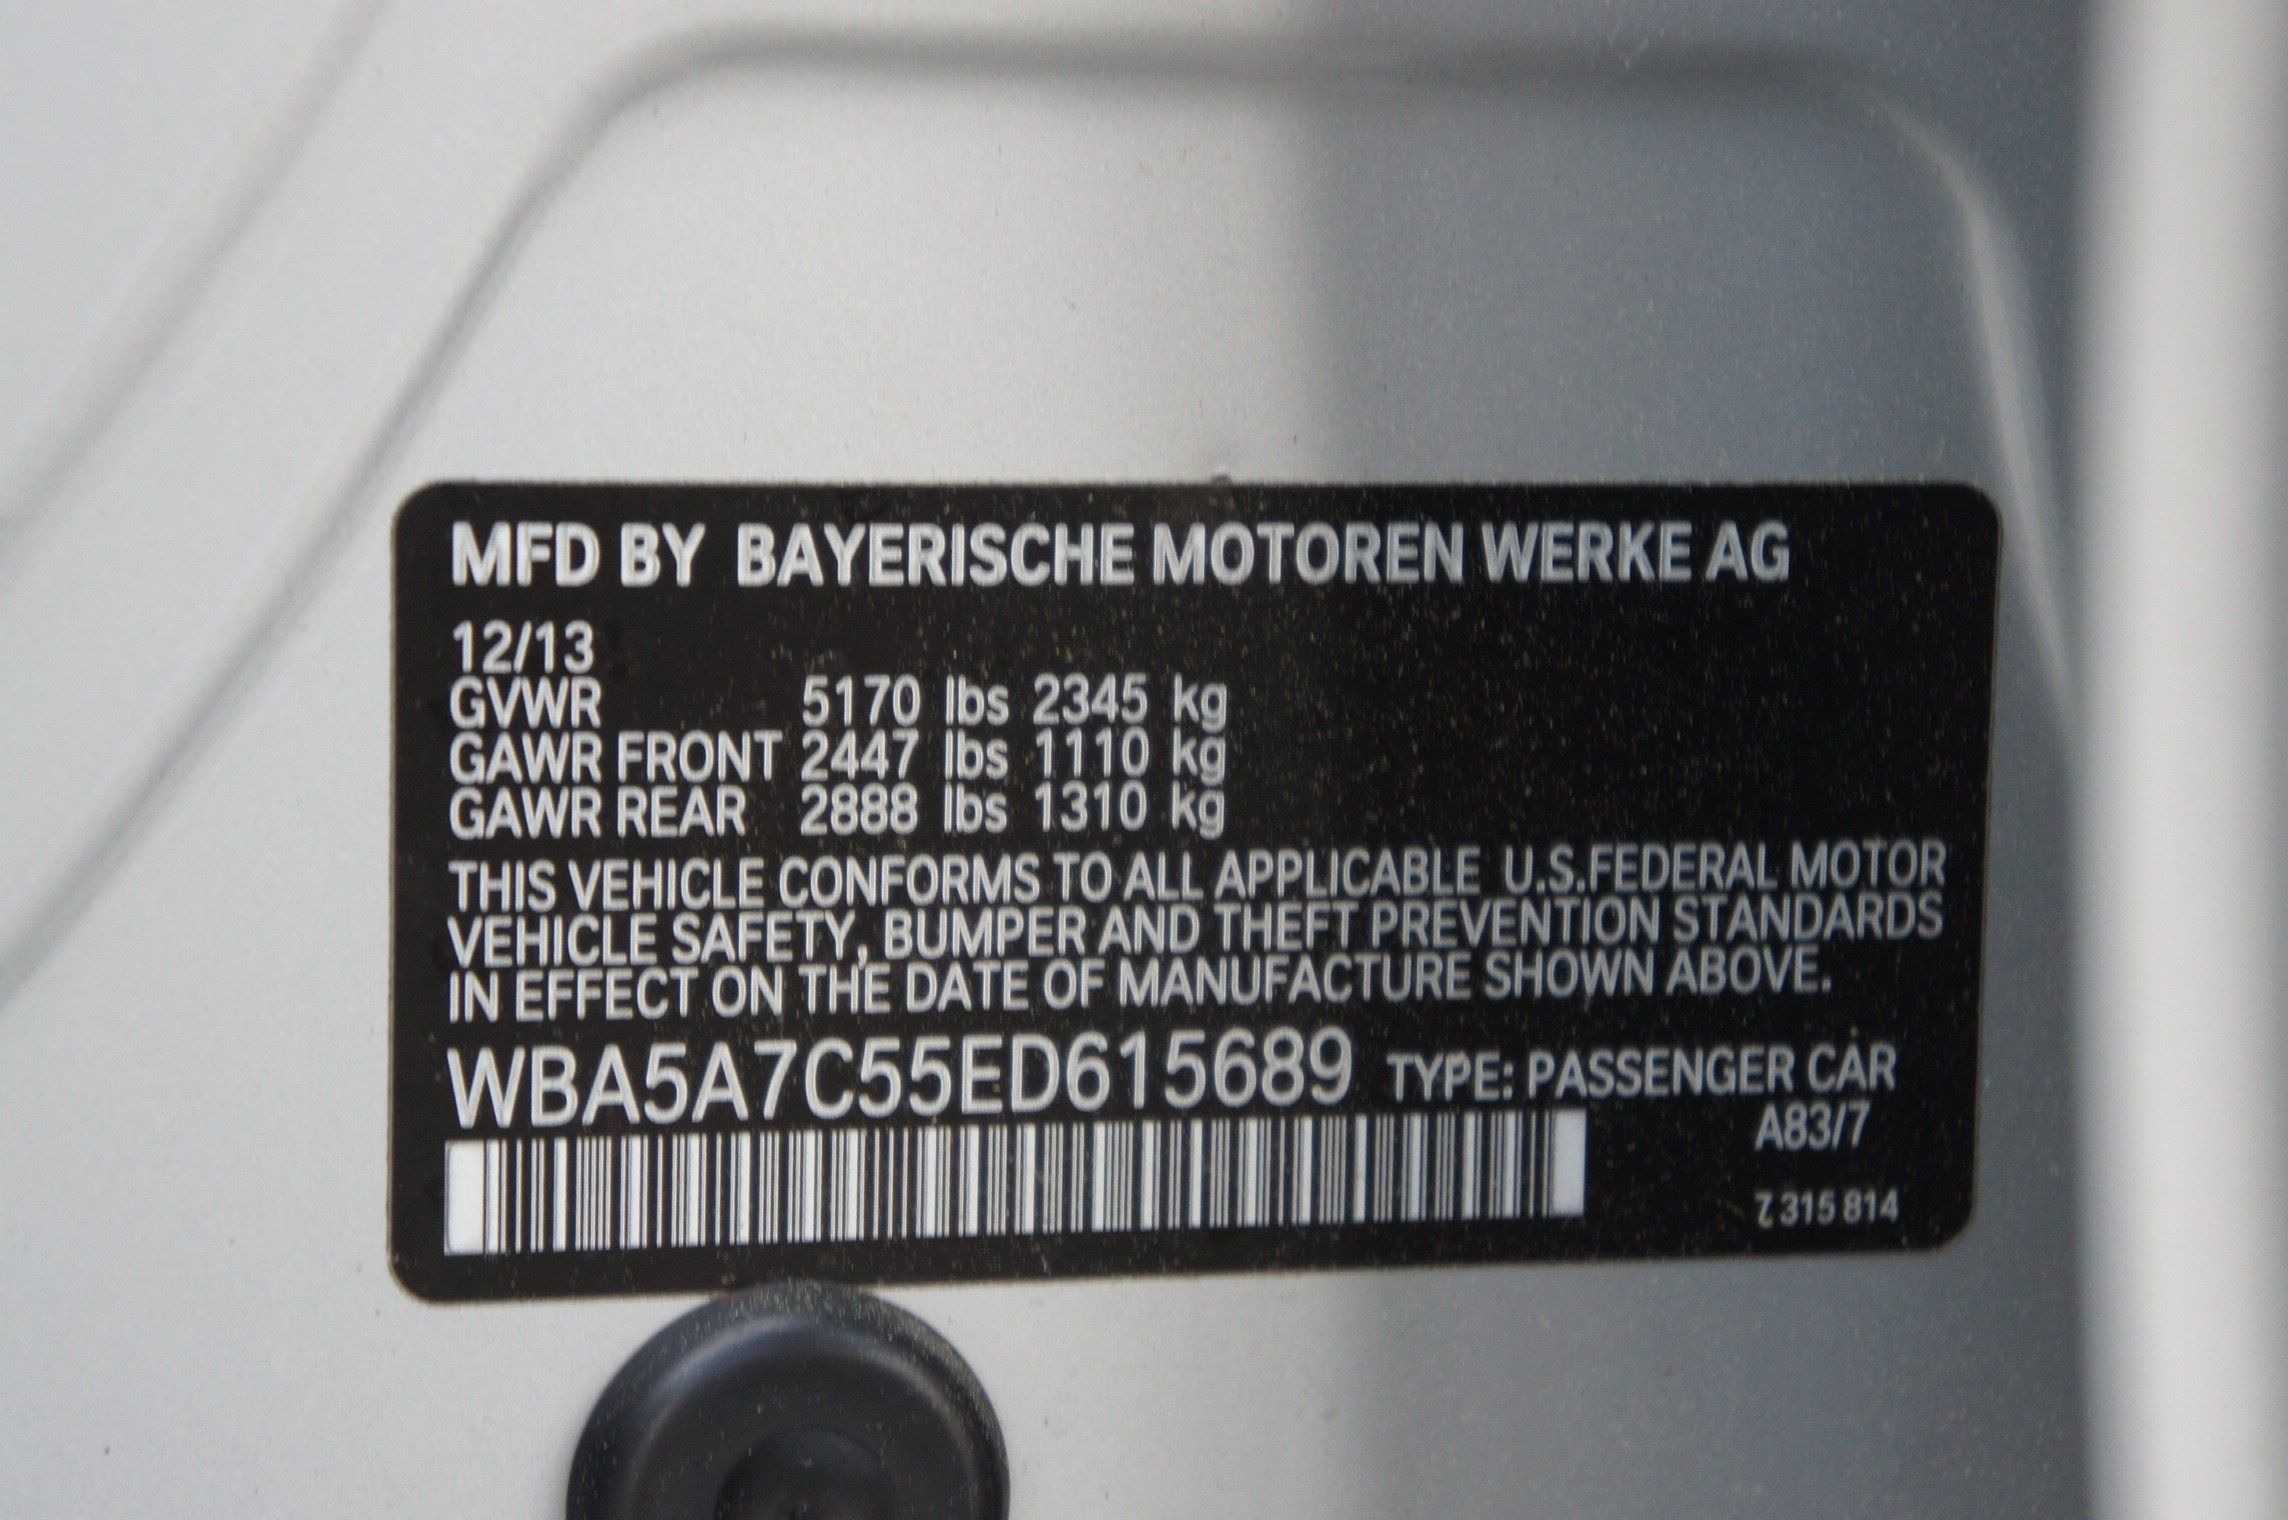 MFD BY BAYERISCHE MOTOREN WERKE AG
12/13
GVWR 5170 lbs 2345 kg
GAWR FRONT 2447 lbs 1110 kg
GAWR REAR 2888 lbs 1310 kg
THIS VEHICLE CONFORMS TO ALL APPLICABLE U.S.FEDERAL MOTOR
VEHICLE SAFETY, BUMPER AND THEFT PREVENTION STANDARDS
IN EFFECT ON THE DATE OF MANUFACTURE SHOWN ABOVE.
WBA5A7C55ED615689 TYPE: PASSENGER CAR
A83/7
7 315 814